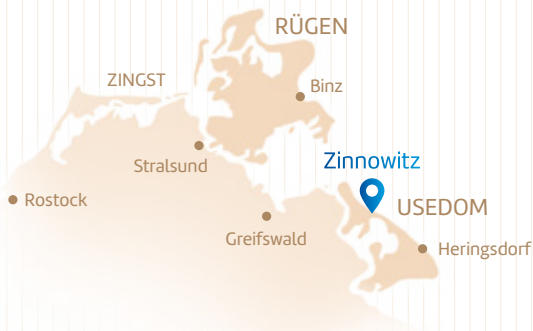 RÜGEN
ZINGST
Binz
Stralsund
Zinnowitz
Rostock
USEDOM
Greifswald
Heringsdorf